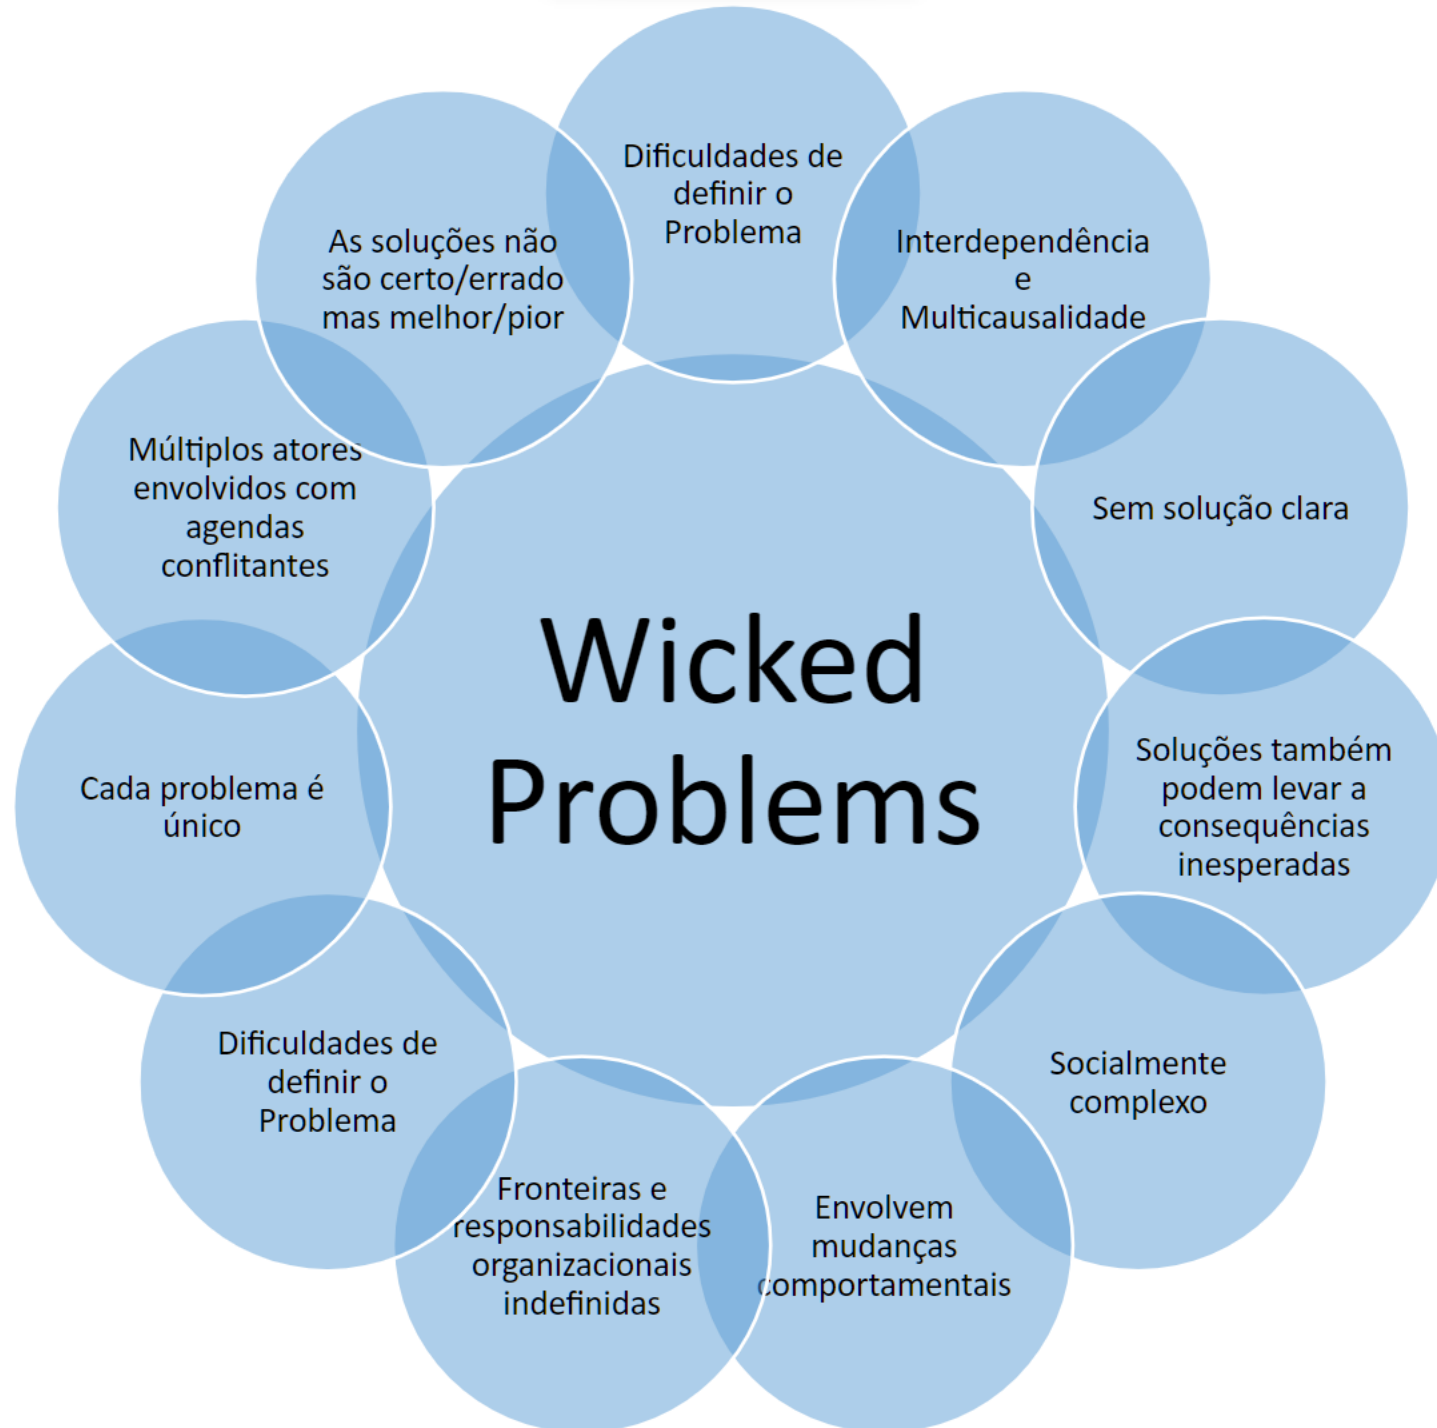 Dificuldades de
definir o
Problema
Interdependência
e
Multicausalidade
Sem solução clara
Soluções também
podem levar a
consequências
inesperadas
Socialmente
complexo
Envolvem
mudanças
comportamentais
Fronteiras e
responsabilidades
organizacionais
indefinidas
Dificuldades de
definir o
Problema
Cada problema é
único
Múltiplos atores
envolvidos com
agendas
conflitantes
As soluções não
são certo/errado
mas melhor/pior
Wicked
Problems